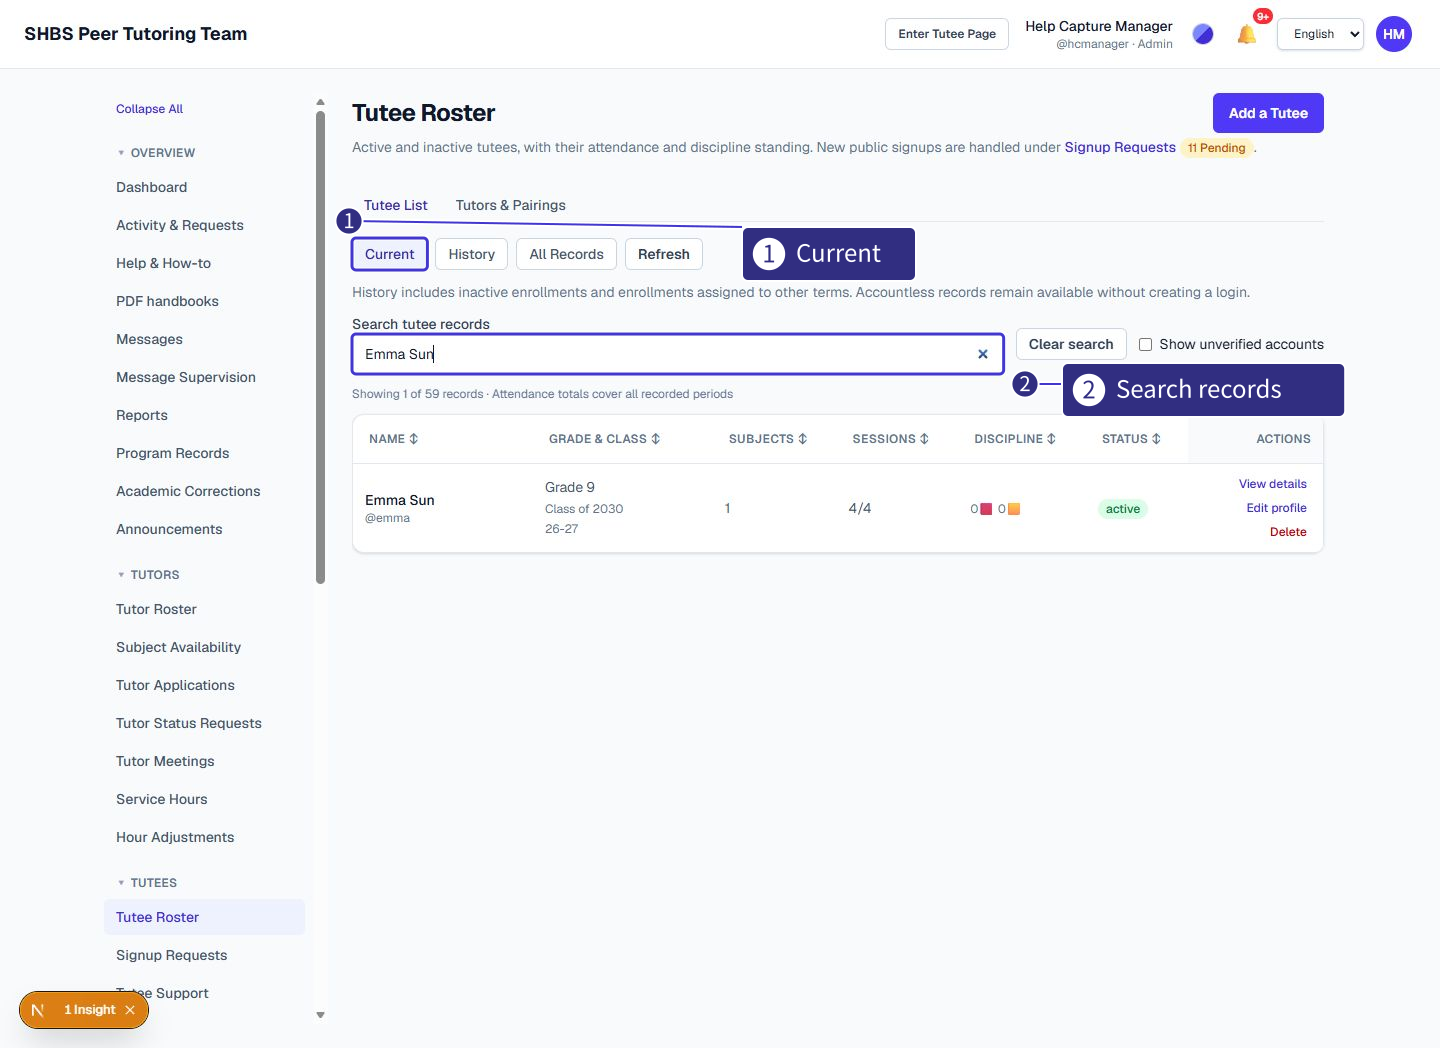 SHBS Peer Tutoring Team
Enter Tutee Page
Help Capture Manager
@hcmanager · Admin
9+
English
HM
Collapse All
OVERVIEW
Dashboard
Activity & Requests
Help & How-to
PDF handbooks
Messages
Message Supervision
Reports
Program Records
Academic Corrections
Announcements
TUTORS
Tutor Roster
Subject Availability
Tutor Applications
Tutor Status Requests
Tutor Meetings
Service Hours
Hour Adjustments
TUTEES
Tutee Roster
Signup Requests
Tutee Support
N 1 Insight ×
Tutee Roster
Add a Tutee
Active and inactive tutees, with their attendance and discipline standing. New public signups are handled under Signup Requests 11 Pending .
Tutee List Tutors & Pairings
1
Current History All Records Refresh
1 Current
History includes inactive enrollments and enrollments assigned to other terms. Accountless records remain available without creating a login.
Search tutee records
Emma Sun ×
Clear search Show unverified accounts
2
2 Search records
Showing 1 of 59 records · Attendance totals cover all recorded periods
NAME GRADE & CLASS SUBJECTS SESSIONS DISCIPLINE STATUS ACTIONS
Emma Sun
@emma
Grade 9
Class of 2030
26-27
1
4/4
0 0
active
View details
Edit profile
Delete